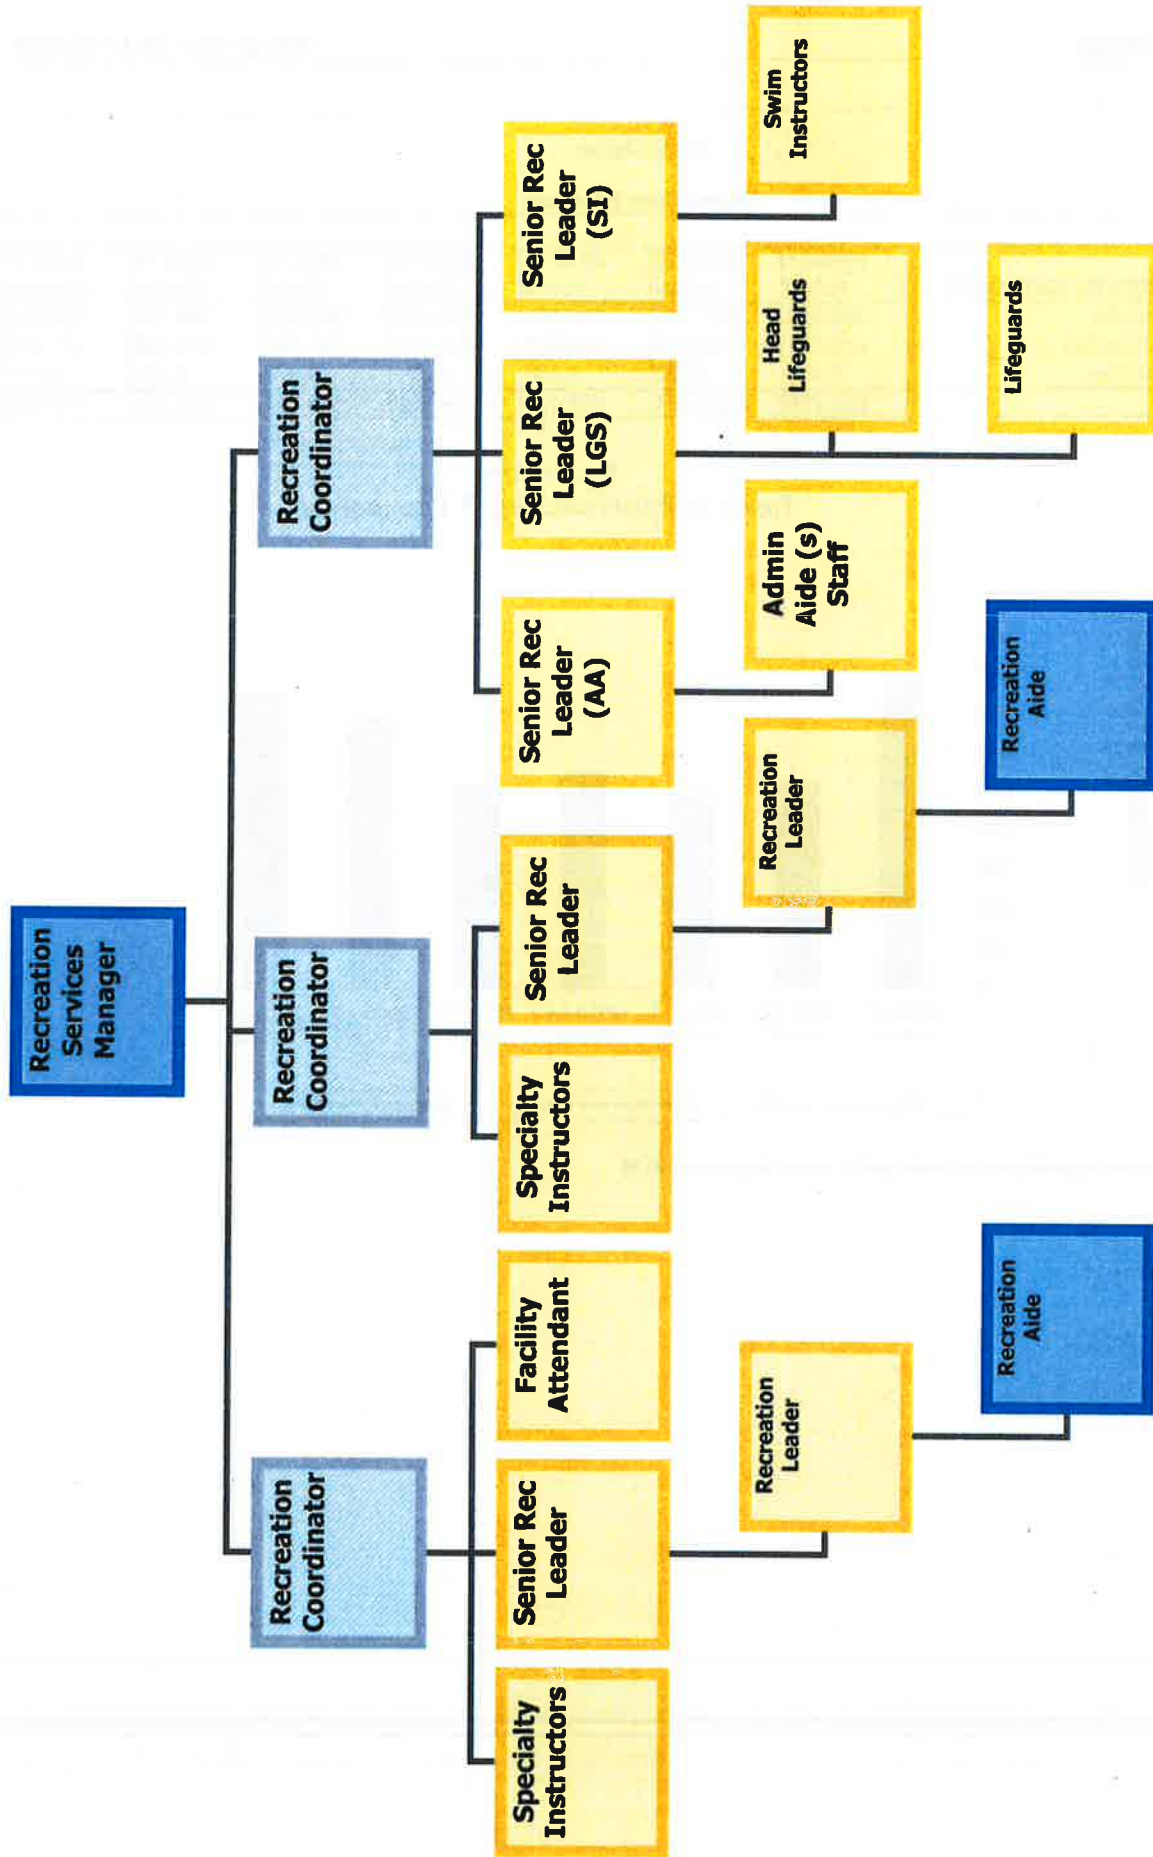 Recreation
Services
Manager
Recreation
Coordinator
Recreation
Coordinator
Recreation
Coordinator
Specialty
Instructors
Senior Rec
Leader
Facility
Attendant
Specialty
Instructors
Senior Rec
Leader
Senior Rec
Leader
(AA)
Senior Rec
Leader
(LGS)
Senior Rec
Leader
(SI)
Recreation
Leader
Recreation
Leader
Admin
Aide (s)
Staff
Head
Lifeguards
Swim
Instructors
Recreation
Aide
Recreation
Aide
Lifeguards